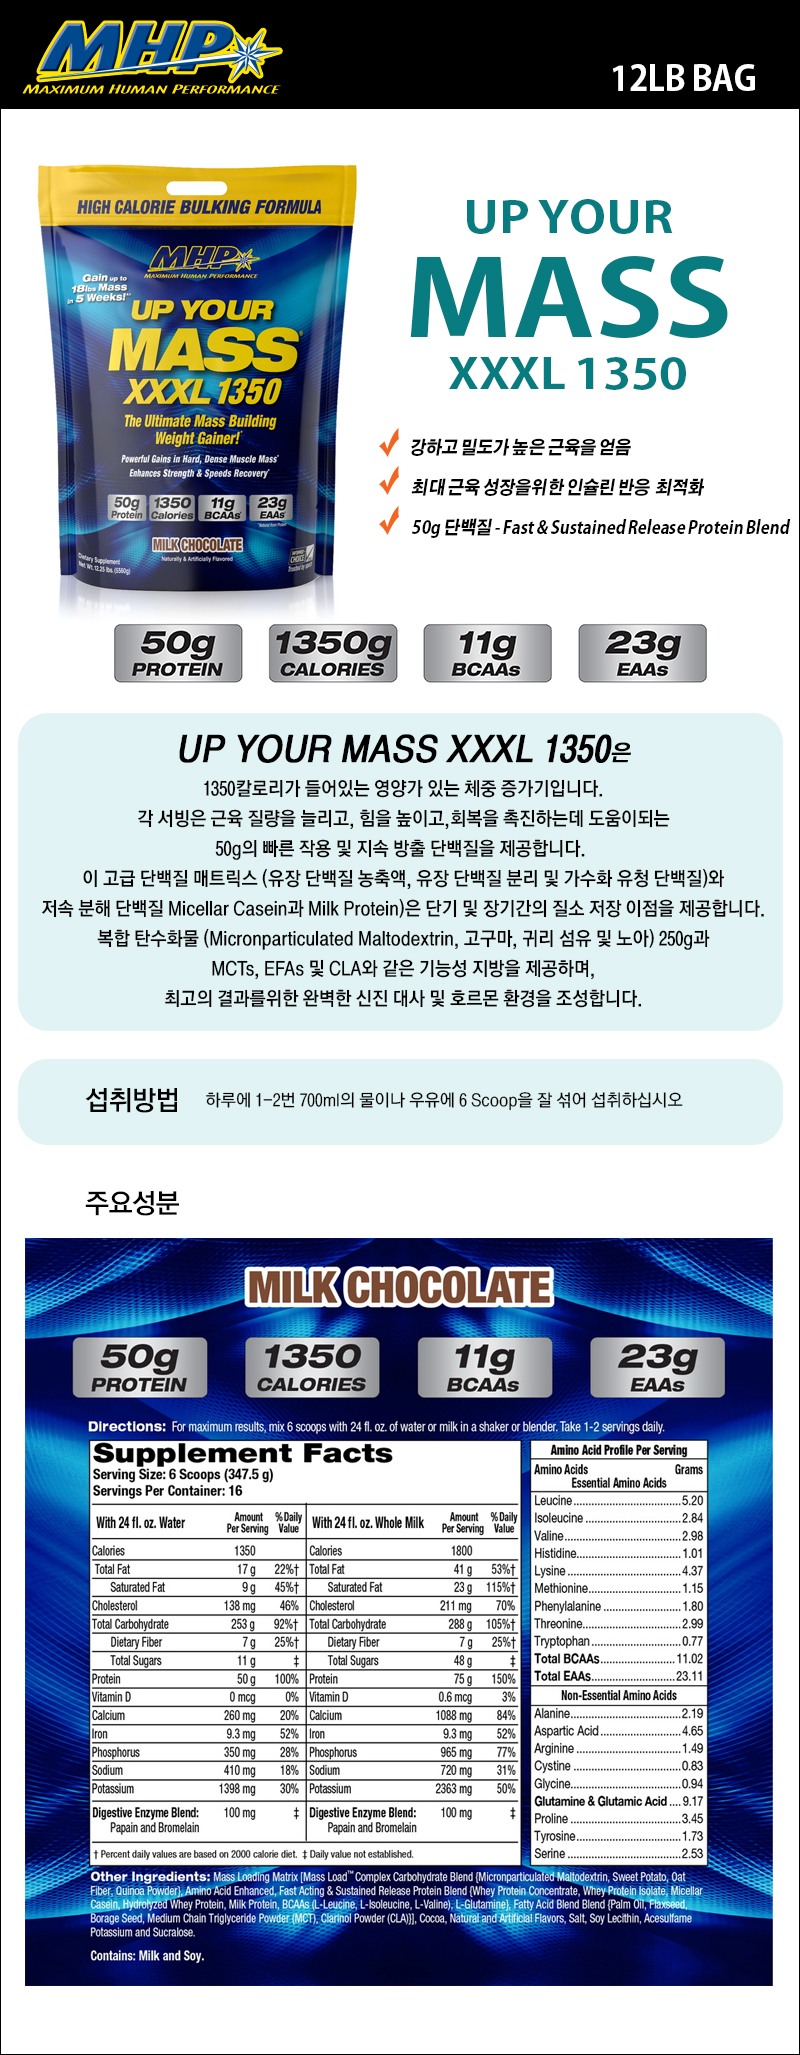 MHP
MAXIMUM HUMAN PERFORMANCE
12LB BAG
HIGH CALORIE BULKING FORMULA
MHP
MAXIMUM HUMAN PERFORMANCE
Gain up to
18lbs Mass
in 5 Weeks!
UP YOUR
MASS
XXXL 1350
The Ultimate Mass Building
Weight Gainer!
Powerful Gains in Hard, Dense Muscle Mass
Enhances Strength & Speeds Recovery
50g Protein
1350 Calories
11g BCAAs
23g EAAs
MILK CHOCOLATE
Naturally & Artificially Flavored
Dietary Supplement
Net Wt. 12.25 lbs. (5560g)
UP YOUR
MASS
XXXL 1350
강하고 밀도가 높은 근육을 얻음
최대 근육 성장을위한 인슐린 반응 최적화
50g 단백질 - Fast & Sustained Release Protein Blend
50g PROTEIN
1350g CALORIES
11g BCAAs
23g EAAs
UP YOUR MASS XXXL 1350은
1350칼로리가 들어있는 영양가 있는 체중 증가기입니다.
각 서빙은 근육 질량을 늘리고, 힘을 높이고,회복을 촉진하는데 도움이되는
50g의 빠른 작용 및 지속 방출 단백질을 제공합니다.
이 고급 단백질 매트릭스 (유장 단백질 농축액, 유장 단백질 분리 및 가수화 유청 단백질)와
저속 분해 단백질 Micellar Casein과 Milk Protein)은 단기 및 장기간의 질소 저장 이점을 제공합니다.
복합 탄수화물 (Micronparticulated Maltodextrin, 고구마, 귀리 섬유 및 노아) 250g과
MCTs, EFAs 및 CLA와 같은 기능성 지방을 제공하며,
최고의 결과를위한 완벽한 신진 대사 및 호르몬 환경을 조성합니다.
섭취방법 하루에 1-2번 700ml의 물이나 우유에 6 Scoop을 잘 섞어 섭취하십시오
주요성분
MILK CHOCOLATE
50g PROTEIN
1350 CALORIES
11g BCAAs
23g EAAs
Directions: For maximum results, mix 6 scoops with 24 fl. oz. of water or milk in a shaker or blender. Take 1-2 servings daily.
Supplement Facts
Serving Size: 6 Scoops (347.5 g)
Servings Per Container: 16
With 24 fl. oz. Water Amount Per Serving % Daily Value With 24 fl. oz. Whole Milk Amount Per Serving % Daily Value
Calories 1350 Calories 1800
Total Fat 17 g 22%† Total Fat 41 g 53%†
Saturated Fat 9 g 45%† Saturated Fat 23 g 115%†
Cholesterol 138 mg 46% Cholesterol 211 mg 70%
Total Carbohydrate 253 g 92%† Total Carbohydrate 288 g 105%†
Dietary Fiber 7 g 25%† Dietary Fiber 7 g 25%†
Total Sugars 11 g ‡ Total Sugars 48 g ‡
Protein 50 g 100% Protein 75 g 150%
Vitamin D 0 mcg 0% Vitamin D 0.6 mcg 3%
Calcium 260 mg 20% Calcium 1088 mg 84%
Iron 9.3 mg 52% Iron 9.3 mg 52%
Phosphorus 350 mg 28% Phosphorus 965 mg 77%
Sodium 410 mg 18% Sodium 720 mg 31%
Potassium 1398 mg 30% Potassium 2363 mg 50%
Digestive Enzyme Blend: 100 mg ‡ Digestive Enzyme Blend: 100 mg ‡
Papain and Bromelain Papain and Bromelain
† Percent daily values are based on 2000 calorie diet. ‡ Daily value not established.
Amino Acid Profile Per Serving
Amino Acids Grams
Essential Amino Acids
Leucine 5.20
Isoleucine 2.84
Valine 2.98
Histidine 1.01
Lysine 4.37
Methionine 1.15
Phenylalanine 1.80
Threonine 2.99
Tryptophan 0.77
Total BCAAs 11.02
Total EAAs 23.11
Non-Essential Amino Acids
Alanine 2.19
Aspartic Acid 4.65
Arginine 1.49
Cystine 0.83
Glycine 0.94
Glutamine & Glutamic Acid 9.17
Proline 3.45
Tyrosine 1.73
Serine 2.53
Other Ingredients: Mass Loading Matrix [Mass Load™ Complex Carbohydrate Blend {Micronparticulated Maltodextrin, Sweet Potato, Oat
Fiber, Quinoa Powder}, Amino Acid Enhanced, Fast Acting & Sustained Release Protein Blend {Whey Protein Concentrate, Whey Protein Isolate, Micellar
Casein, Hydrolyzed Whey Protein, Milk Protein, BCAAs (L-Leucine, L-Isoleucine, L-Valine), L-Glutamine}, Fatty Acid Blend Blend {Palm Oil, Flaxseed,
Borage Seed, Medium Chain Triglyceride Powder (MCT), Clarinol Powder (CLA)}], Cocoa, Natural and Artificial Flavors, Salt, Soy Lecithin, Acesulfame
Potassium and Sucralose.
Contains: Milk and Soy.